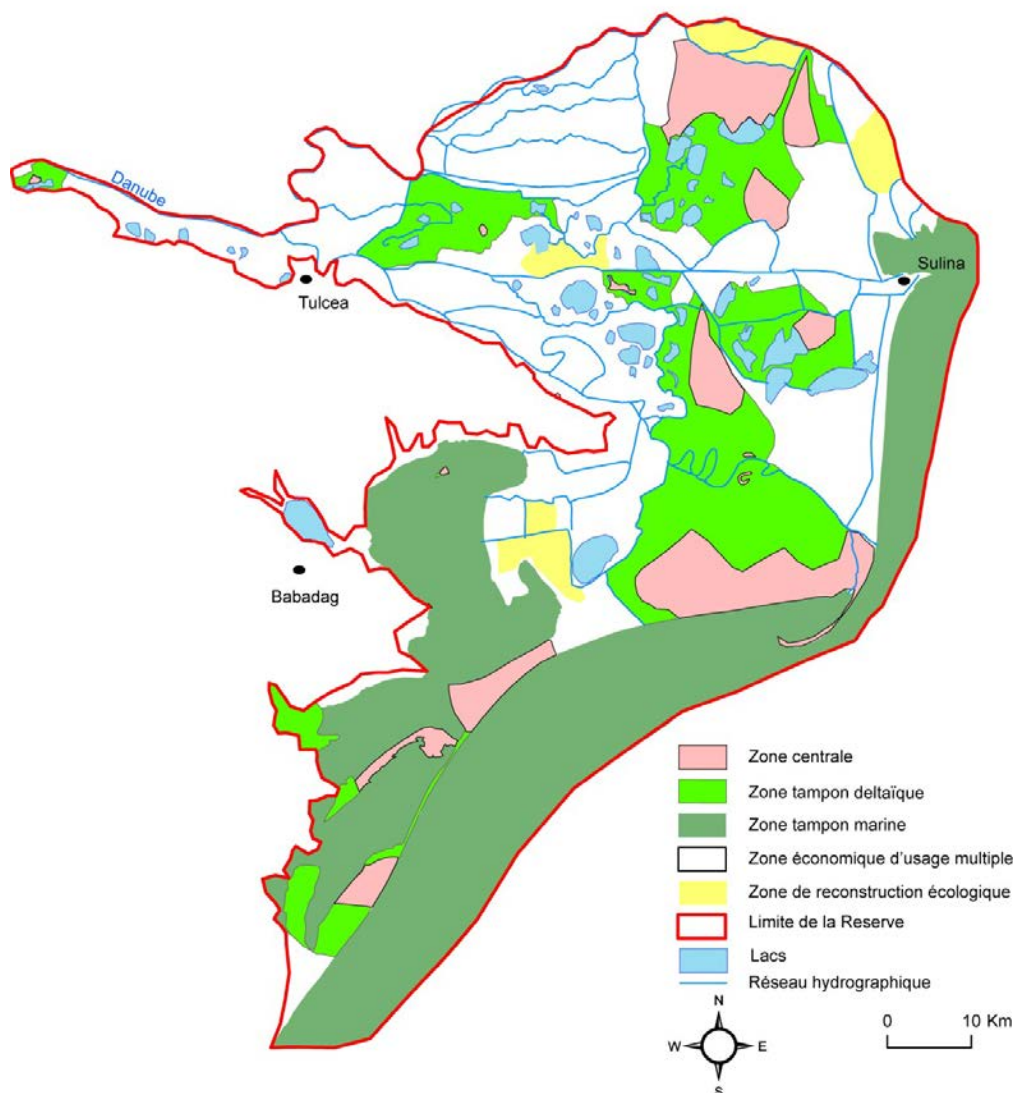 Danube
Tulcea
Sulina
Babadag
Zone centrale
Zone tampon deltaïque
Zone tampon marine
Zone économique d'usage multiple
Zone de reconstruction écologique
Limite de la Reserve
Lacs
Réseau hydrographique
N
W E
S
0 10 Km